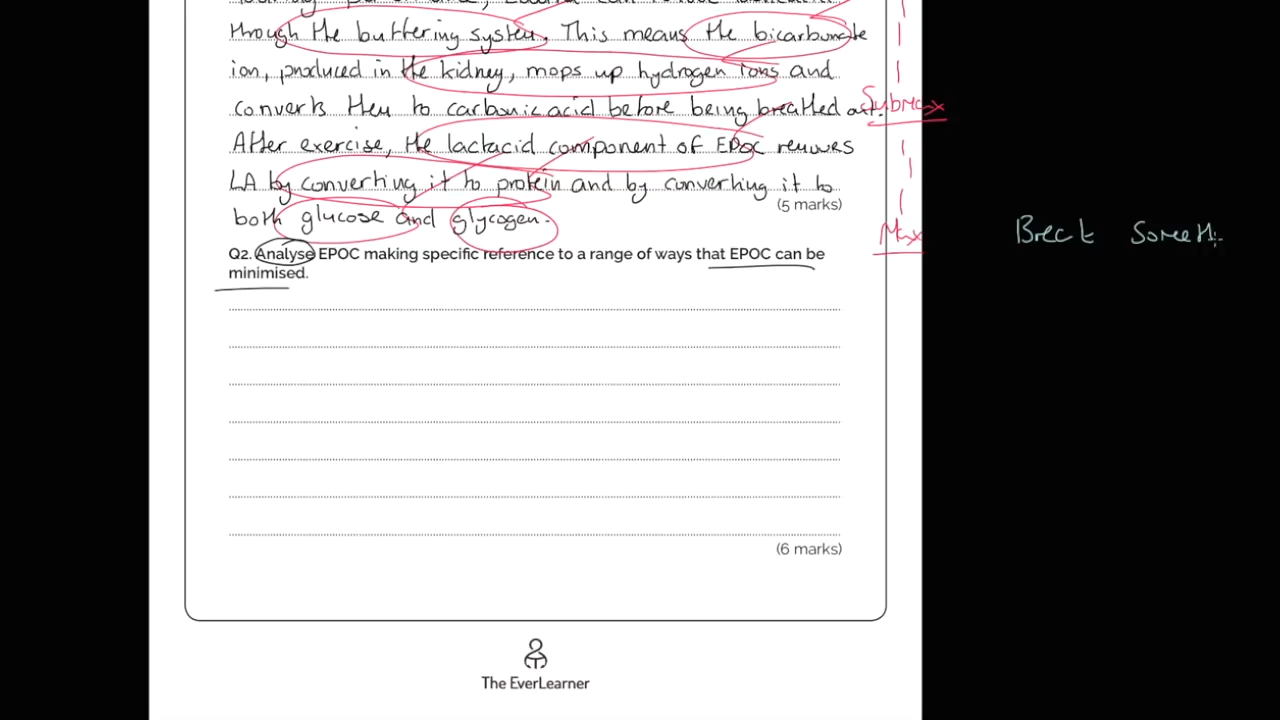 through the buffering system. This means the bicarbonate
ion, produced in the kidney, mops up hydrogen ions and
converts them to carbonic acid before being breathed out.
Submax
After exercise, the lactacid component of EPOC removes
LA by converting it to protein and by converting it to
(5 marks)
both glucose and glycogen.
Max
Q2. Analyse EPOC making specific reference to a range of ways that EPOC can be
minimised.
Break Somethi
(6 marks)
The EverLearner